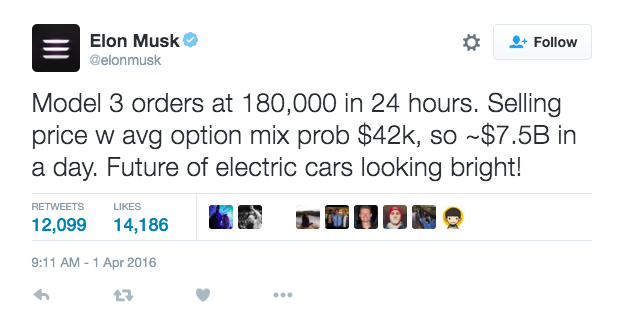 Elon Musk
@elonmusk
Follow
Model 3 orders at 180,000 in 24 hours. Selling
price w avg option mix prob $42k, so ~$7.5B in
a day. Future of electric cars looking bright!
RETWEETS LIKES
12,099 14,186
9:11 AM - 1 Apr 2016